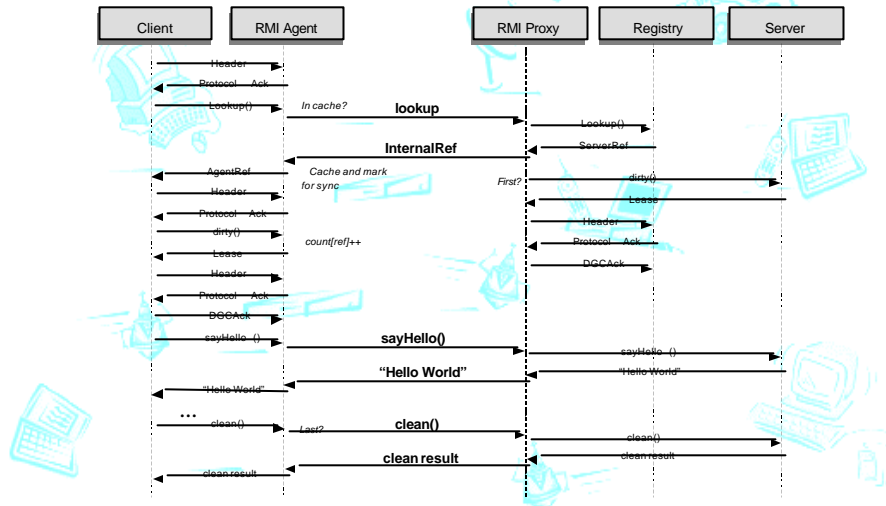 Client
RMI Agent
RMI Proxy
Registry
Server
Header
Protocol Ack
Lookup()
In cache?
lookup
Lookup()
InternalRef
ServerRef
AgentRef
Cache and mark
for sync
First?
dirty()
Header
Lease
Protocol Ack
Header
dirty()
count[ref]++
Protocol Ack
Lease
DGCAck
Header
Protocol Ack
DGCAck
sayHello ()
sayHello()
sayHello ()
"Hello World"
"Hello World"
"Hello World"
...
clean()
Last?
clean()
clean()
clean result
clean result
clean result